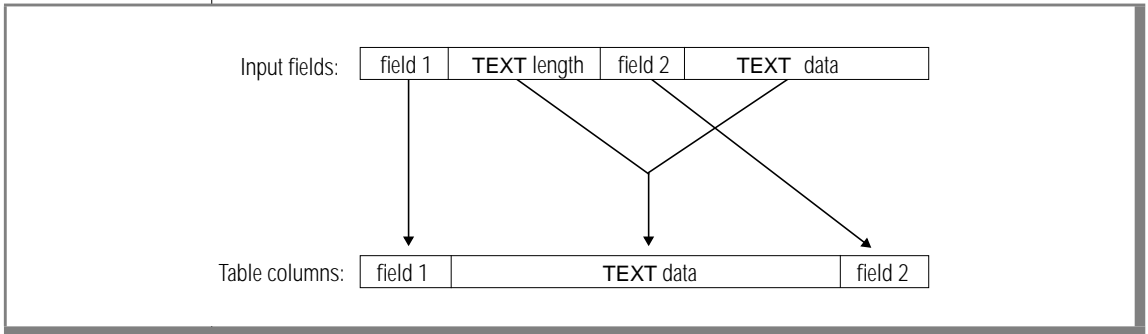 Input fields: field 1 TEXT length field 2 TEXT data
Table columns: field 1 TEXT data field 2